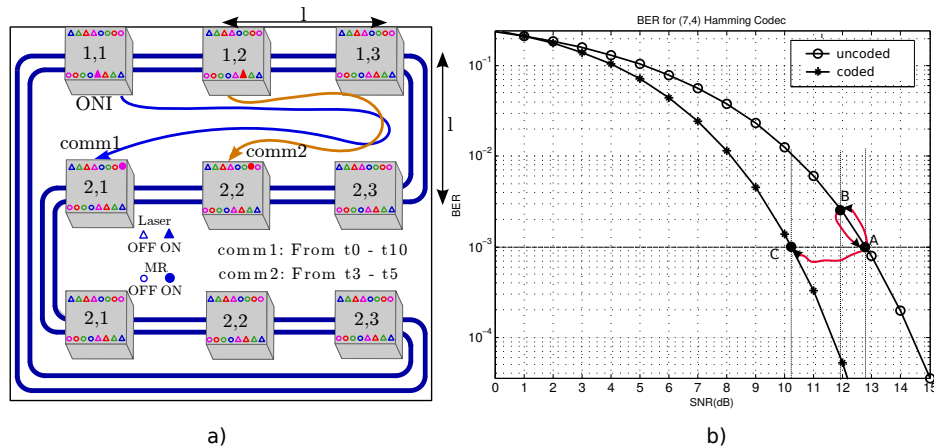 l
1,1
1,2
1,3
ONI
l
comm1
comm2
2,1
2,2
2,3
Laser
OFF ON
MR
OFF ON
comm1: From t0 - t10
comm2: From t3 - t5
2,1
2,2
2,3
a)
BER for (7,4) Hamming Codec
uncoded
coded
10⁻¹
10⁻²
10⁻³
10⁻⁴
BER
B
A
C
0 1 2 3 4 5 6 7 8 9 10 11 12 13 14 15
SNR(dB)
b)